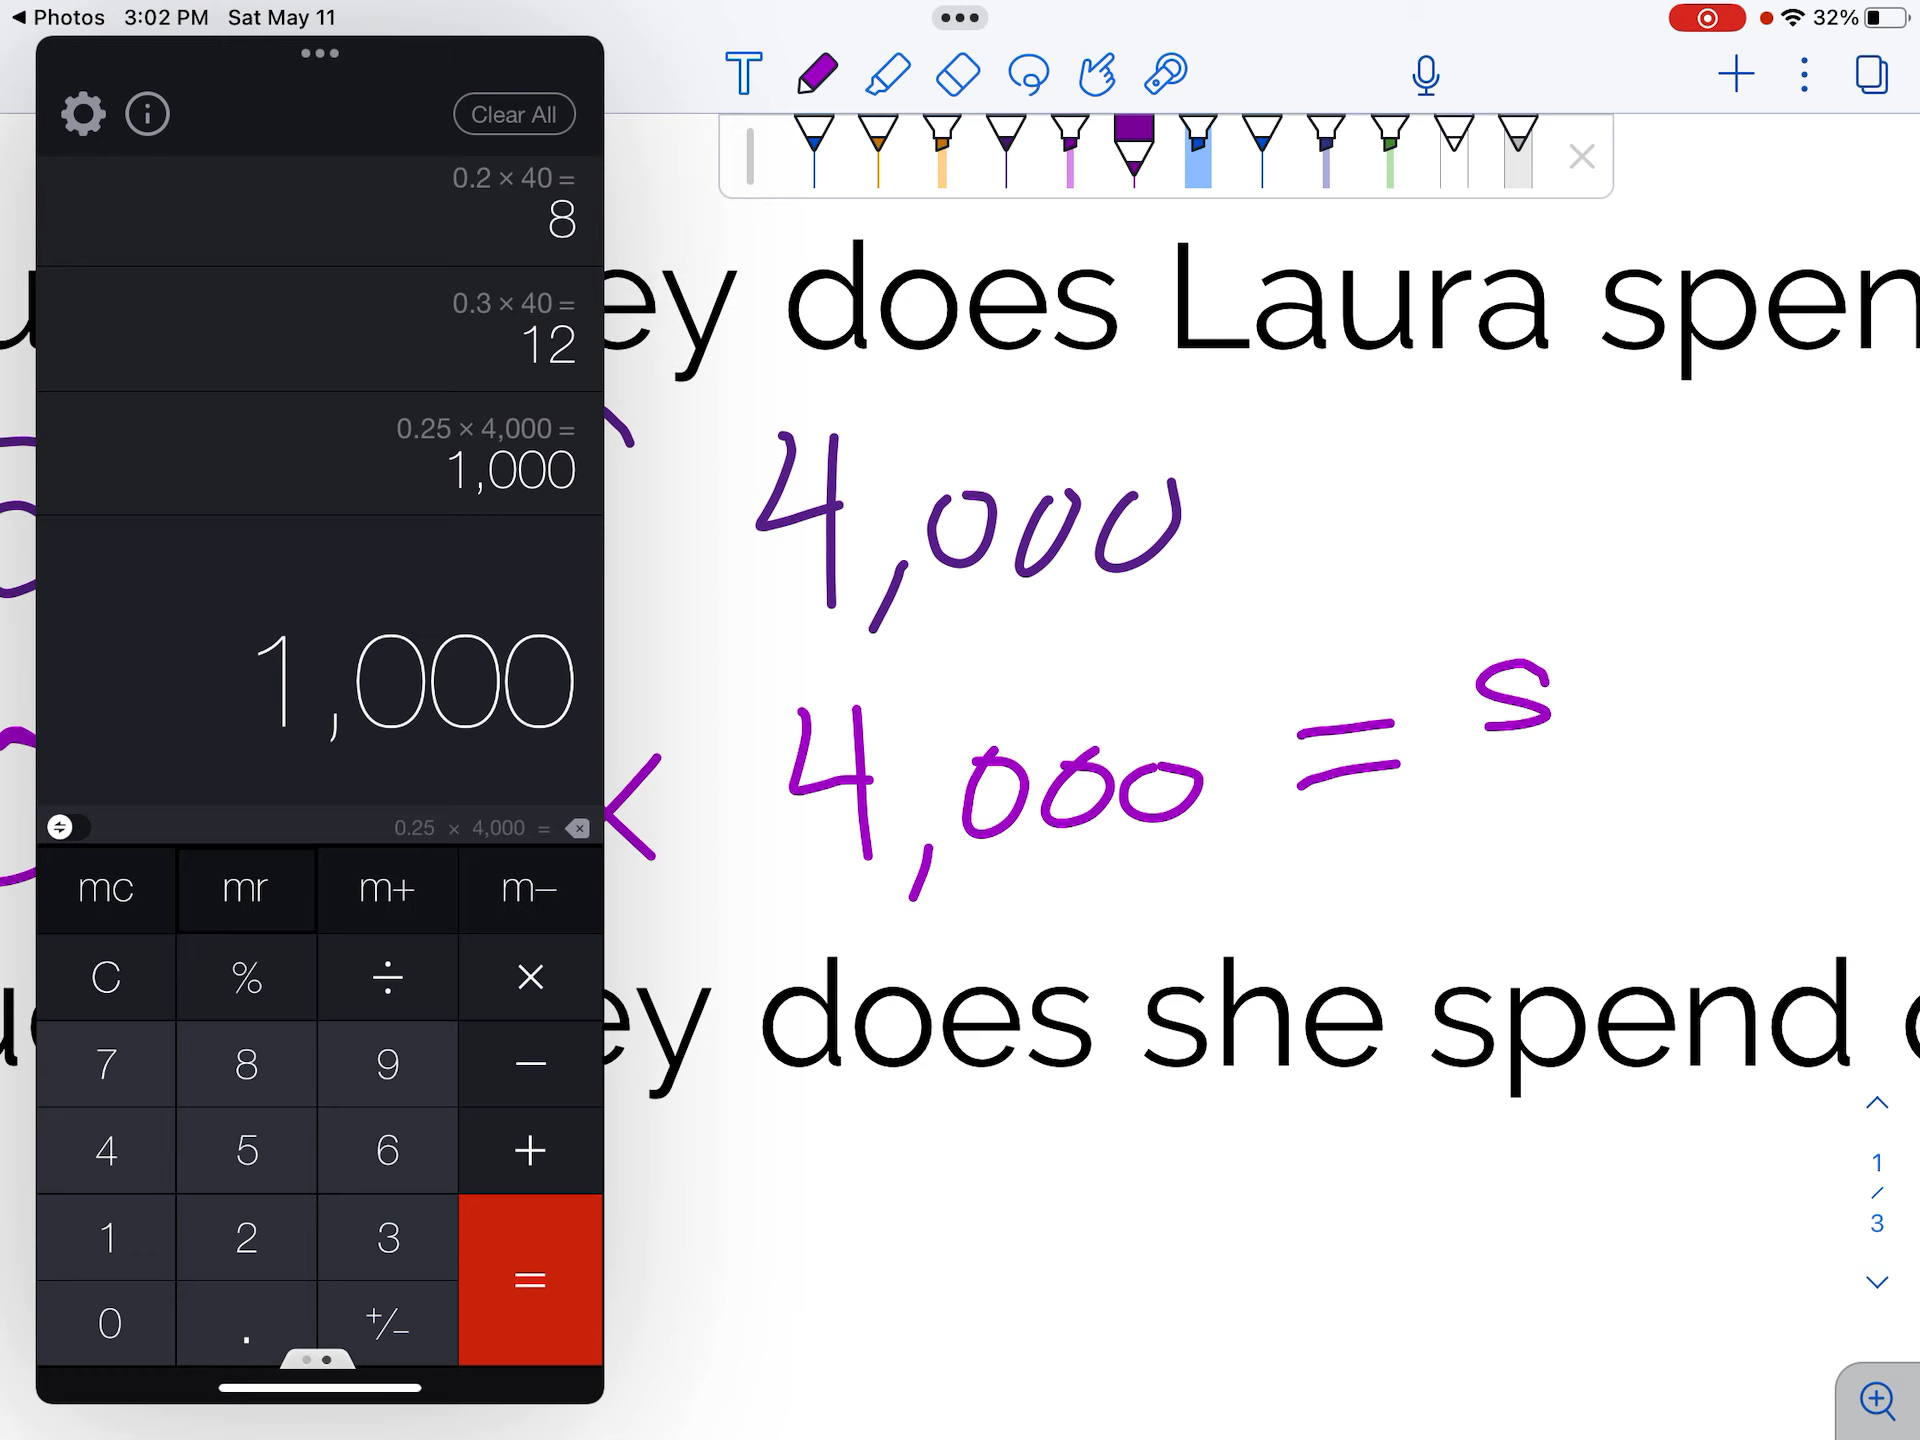 Photos 3:02 PM Sat May 11
32%
Clear All
0.2 × 40 =
8
0.3 × 40 =
12
0.25 × 4,000 =
1,000
1,000
0.25 × 4,000 =
mc mr m+ m−
C % ÷ ×
7 8 9 −
4 5 6 +
1 2 3 =
0 . +/−
ey does Laura spen
4,000
4,000 = s
ey does she spend
1
/
3